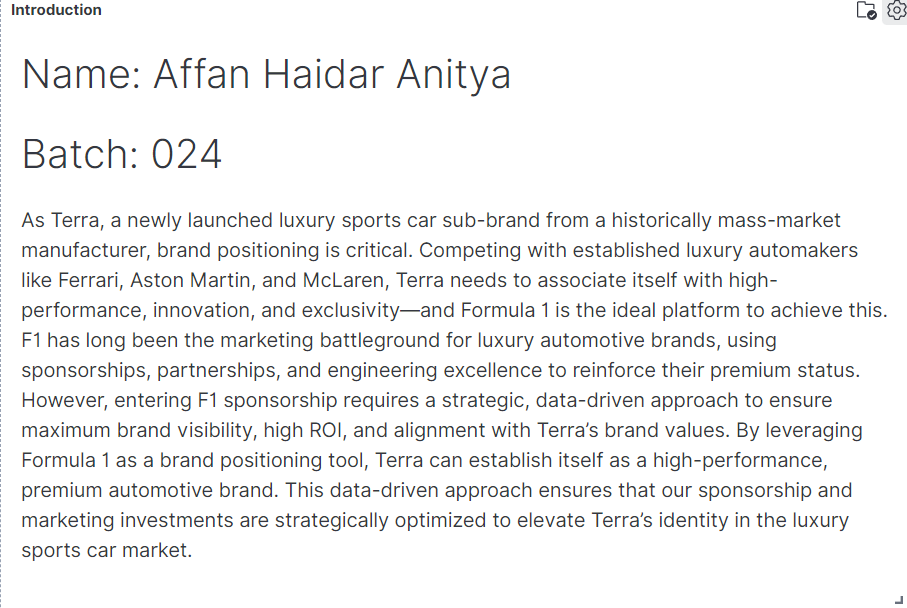 Introduction
Name: Affan Haidar Anitya
Batch: 024
As Terra, a newly launched luxury sports car sub-brand from a historically mass-market
manufacturer, brand positioning is critical. Competing with established luxury automakers
like Ferrari, Aston Martin, and McLaren, Terra needs to associate itself with high-
performance, innovation, and exclusivity—and Formula 1 is the ideal platform to achieve this.
F1 has long been the marketing battleground for luxury automotive brands, using
sponsorships, partnerships, and engineering excellence to reinforce their premium status.
However, entering F1 sponsorship requires a strategic, data-driven approach to ensure
maximum brand visibility, high ROI, and alignment with Terra’s brand values. By leveraging
Formula 1 as a brand positioning tool, Terra can establish itself as a high-performance,
premium automotive brand. This data-driven approach ensures that our sponsorship and
marketing investments are strategically optimized to elevate Terra’s identity in the luxury
sports car market.